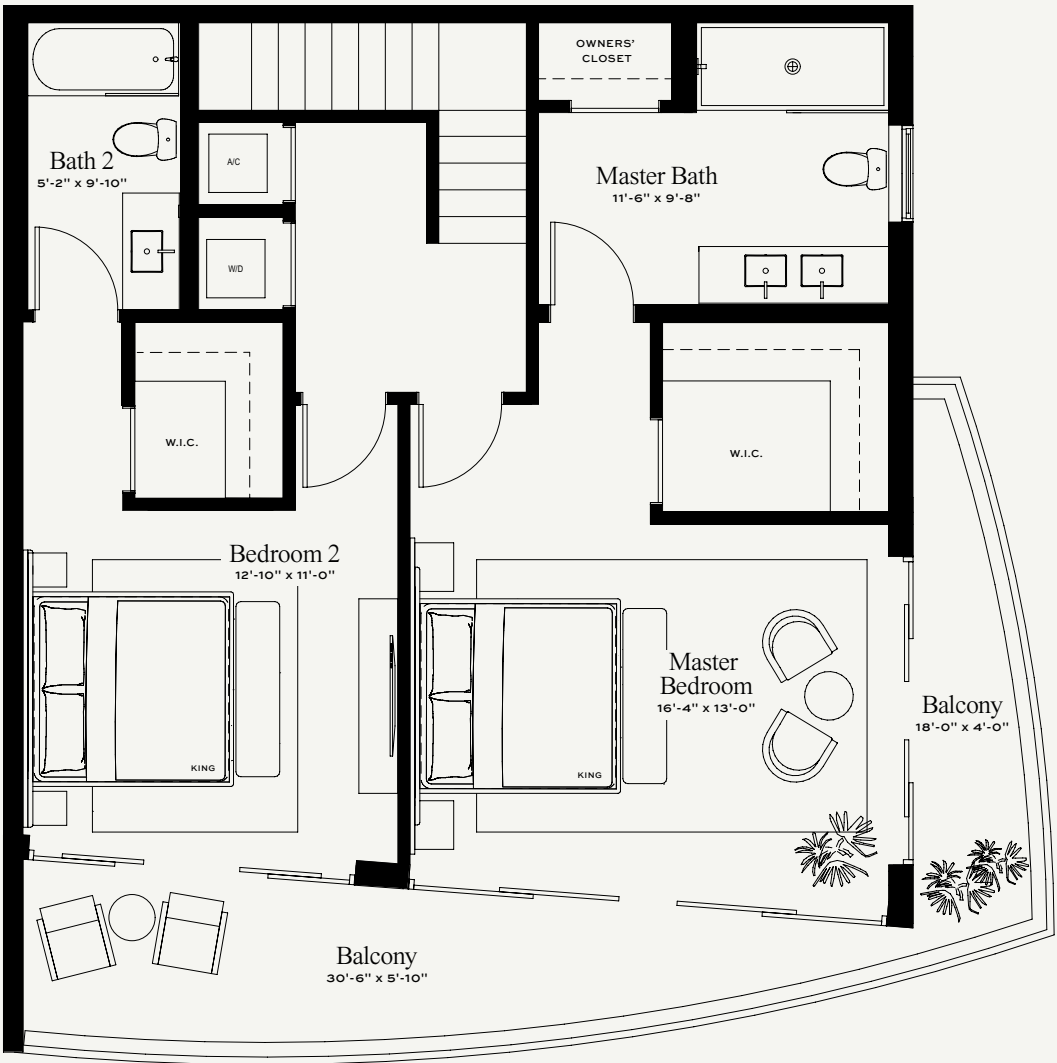 OWNERS'
CLOSET
Bath 2
5'-2" x 9'-10"
A/C
Master Bath
11'-6" x 9'-8"
W/D
W.I.C.
W.I.C.
Bedroom 2
12'-10" x 11'-0"
Master
Bedroom
16'-4" x 13'-0"
Balcony
18'-0" x 4'-0"
KING
KING
Balcony
30'-6" x 5'-10"